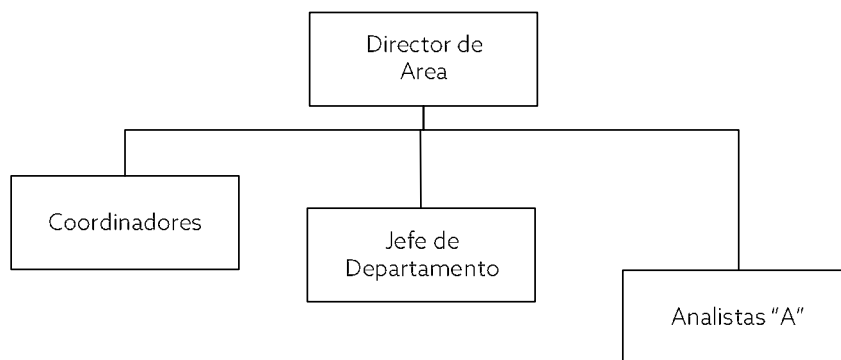 Director de
Area
Coordinadores
Jefe de
Departamento
Analistas "A"